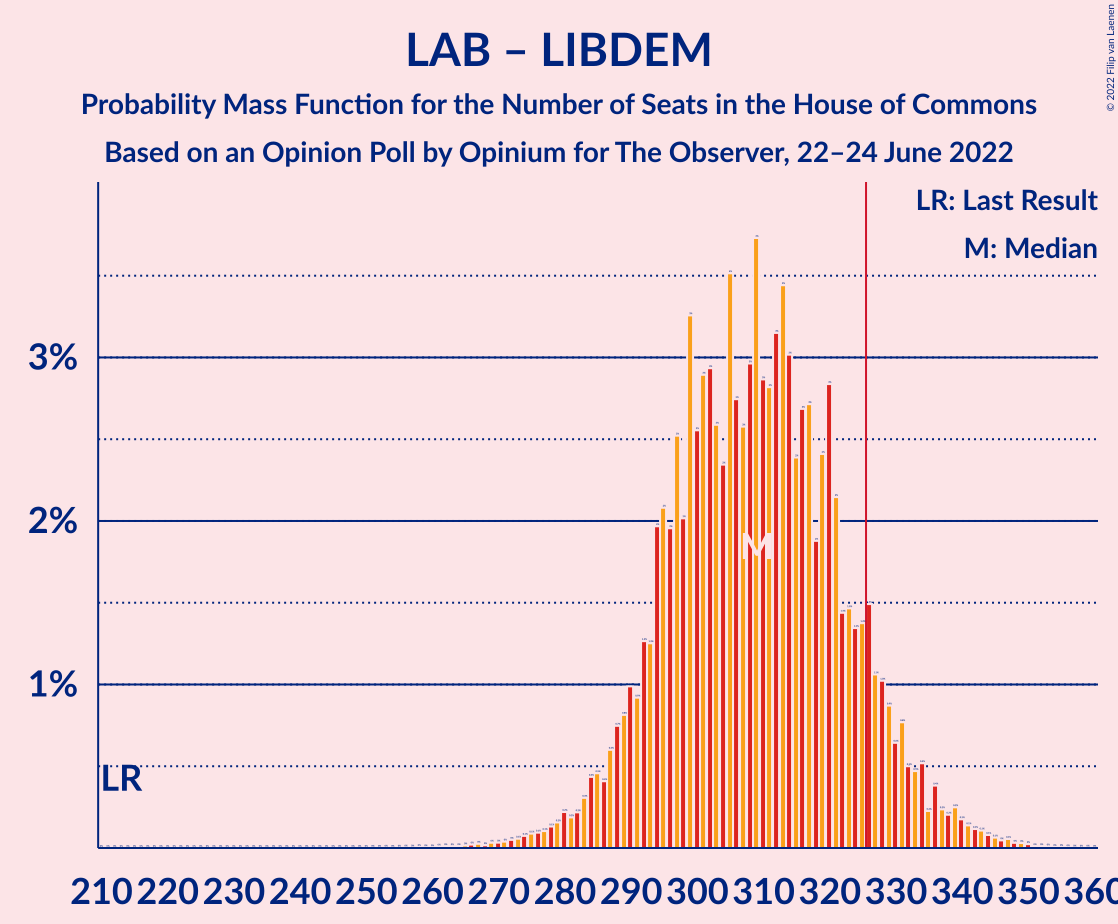 LAB – LIBDEM
Probability Mass Function for the Number of Seats in the House of Commons
Based on an Opinion Poll by Opinium for The Observer, 22–24 June 2022
© 2022 Filip van Laenen
LR: Last Result
M: Median
3%
2%
1%
M
LR
210 220 230 240 250 260 270 280 290 300 310 320 330 340 350 360